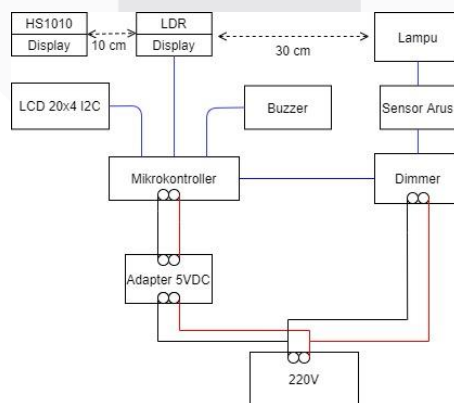 HS1010
Display
10 cm
LDR
Display
30 cm
Lampu
LCD 20x4 I2C
Buzzer
Sensor Arus
Mikrokontroller
Dimmer
Adapter 5VDC
220V